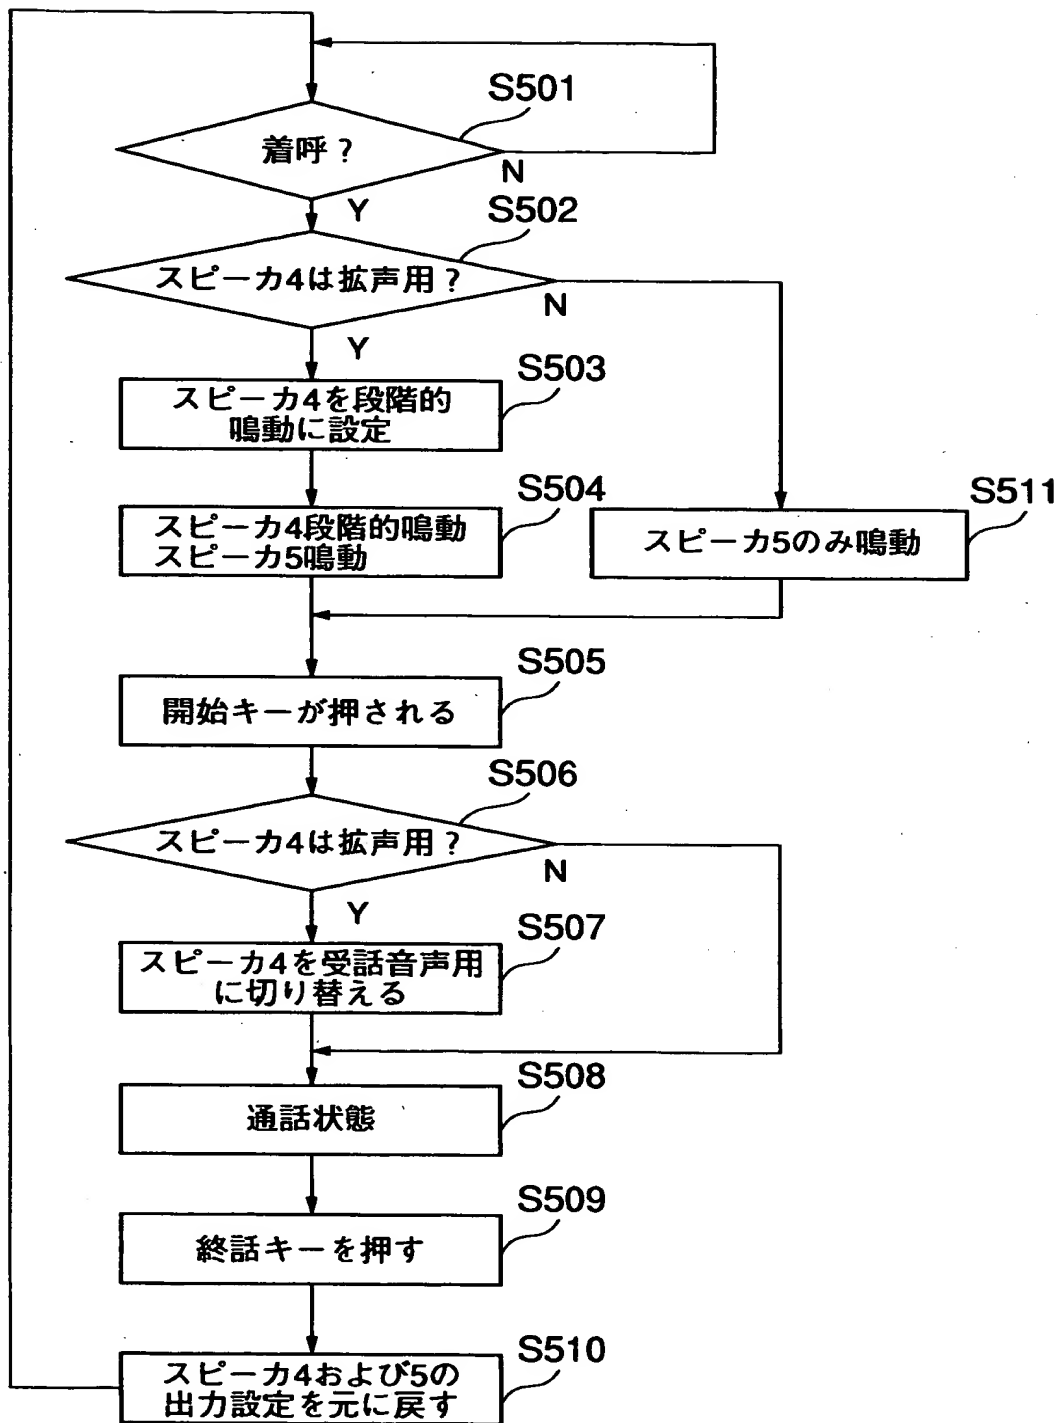 S501
着呼？
N
Y
S502
スピーカ4は拡声用？
N
Y
S503
スピーカ4を段階的
鳴動に設定
S504
スピーカ4段階的鳴動
スピーカ5鳴動
S511
スピーカ5のみ鳴動
S505
開始キーが押される
S506
スピーカ4は拡声用？
N
Y
S507
スピーカ4を受話音声用
に切り替える
S508
通話状態
S509
終話キーを押す
S510
スピーカ4および5の
出力設定を元に戻す